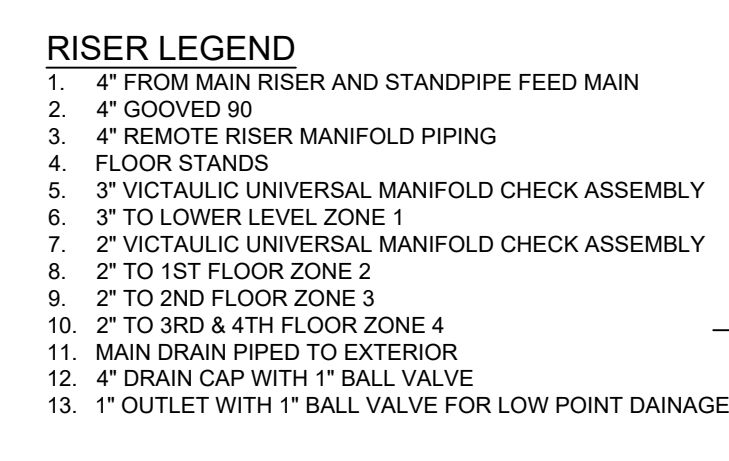 RISER LEGEND
1. 4" FROM MAIN RISER AND STANDPIPE FEED MAIN
2. 4" GOOVED 90
3. 4" REMOTE RISER MANIFOLD PIPING
4. FLOOR STANDS
5. 3" VICTAULIC UNIVERSAL MANIFOLD CHECK ASSEMBLY
6. 3" TO LOWER LEVEL ZONE 1
7. 2" VICTAULIC UNIVERSAL MANIFOLD CHECK ASSEMBLY
8. 2" TO 1ST FLOOR ZONE 2
9. 2" TO 2ND FLOOR ZONE 3
10. 2" TO 3RD & 4TH FLOOR ZONE 4
11. MAIN DRAIN PIPED TO EXTERIOR
12. 4" DRAIN CAP WITH 1" BALL VALVE
13. 1" OUTLET WITH 1" BALL VALVE FOR LOW POINT DAINAGE